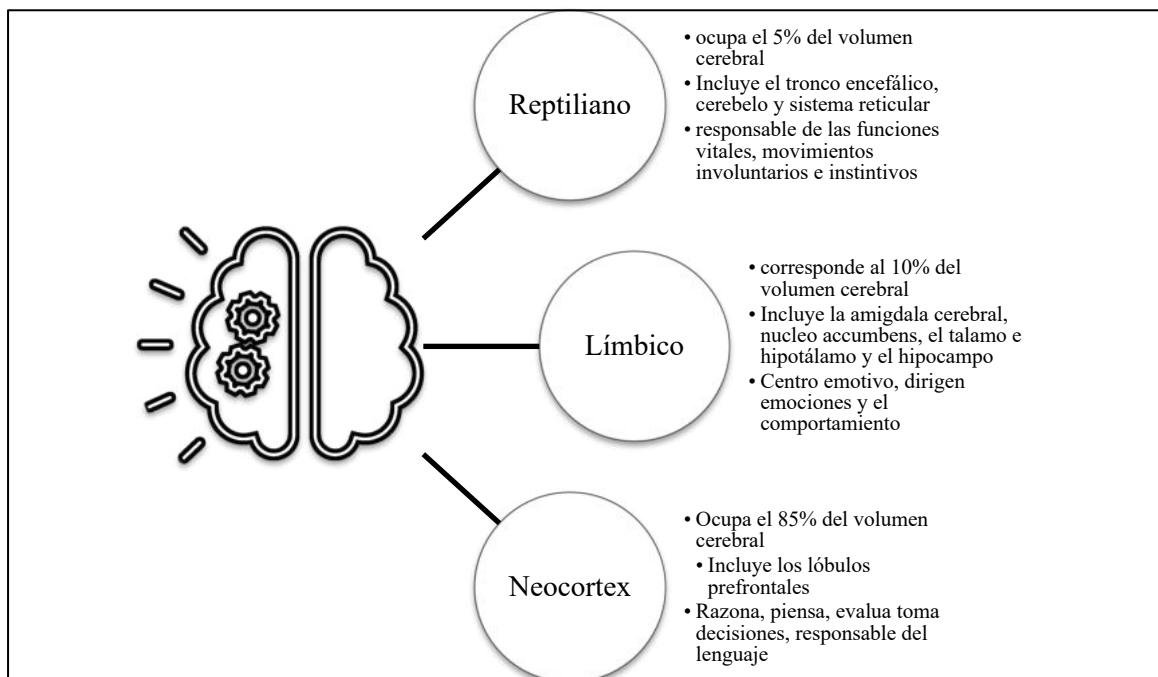 Reptiliano
• ocupa el 5% del volumen
cerebral
• Incluye el tronco encefálico,
cerebelo y sistema reticular
• responsable de las funciones
vitales, movimientos
involuntarios e instintivos
Límbico
• corresponde al 10% del
volumen cerebral
• Incluye la amigdala cerebral,
nucleo accumbens, el talamo e
hipotálamo y el hipocampo
• Centro emotivo, dirigen
emociones y el
comportamiento
Neocortex
• Ocupa el 85% del volumen
cerebral
• Incluye los lóbulos
prefrontales
• Razona, piensa, evalua toma
decisiones, responsable del
lenguaje